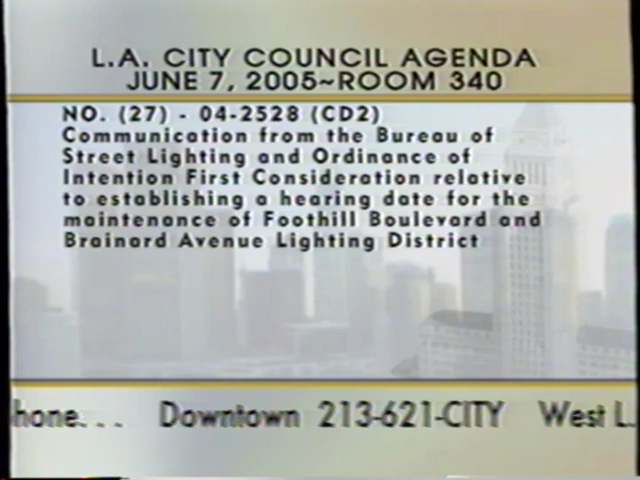 L.A. CITY COUNCIL AGENDA
JUNE 7, 2005~ROOM 340
NO. (27) - 04-2528 (CD2)
Communication from the Bureau of
Street Lighting and Ordinance of
Intention First Consideration relative
to establishing a hearing date for the
maintenance of Foothill Boulevard and
Brainard Avenue Lighting District
hone... Downtown 213-621-CITY West L.